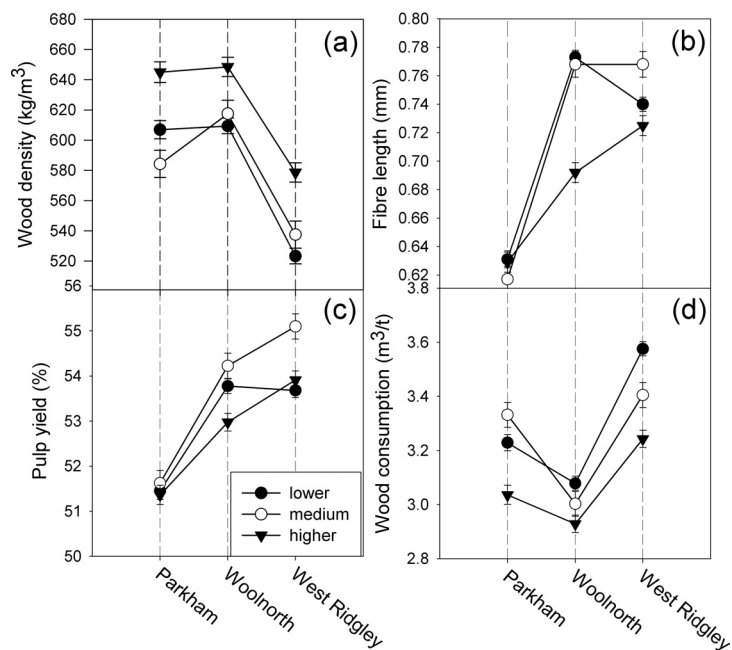 (a)
Wood density (kg/m³)
680
660
640
620
600
580
560
540
520
(b)
Fibre length (mm)
0.80
0.78
0.76
0.74
0.72
0.70
0.68
0.66
0.64
0.62
(c)
Pulp yield (%)
56
55
54
53
52
51
50
lower
medium
higher
Parkham
Woolnorth
West Ridgley
(d)
Wood consumption (m³/t)
3.8
3.6
3.4
3.2
3.0
2.8
Parkham
Woolnorth
West Ridgley